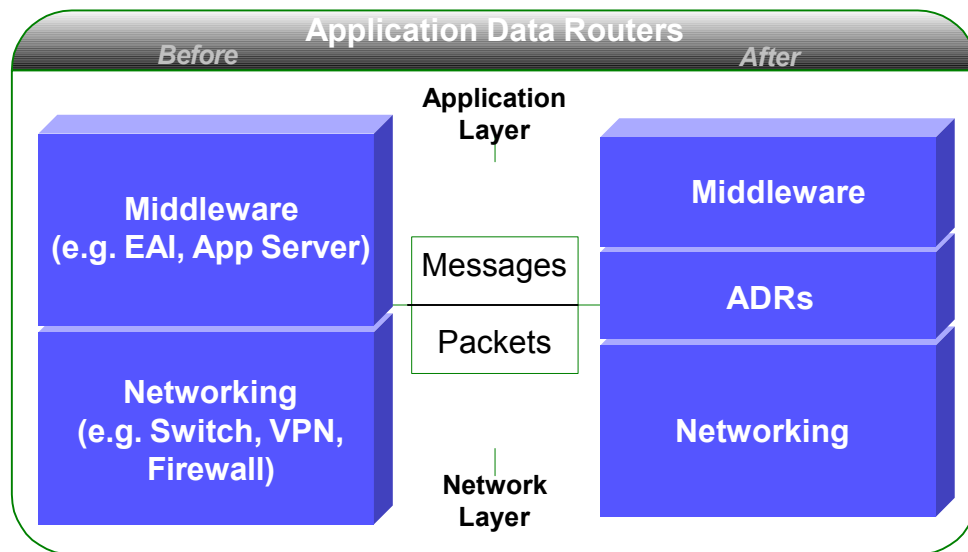 Application Data Routers
Before
After
Application
Layer
Middleware
(e.g. EAI, App Server)
Networking
(e.g. Switch, VPN,
Firewall)
Messages
Packets
Network
Layer
Middleware
ADRs
Networking